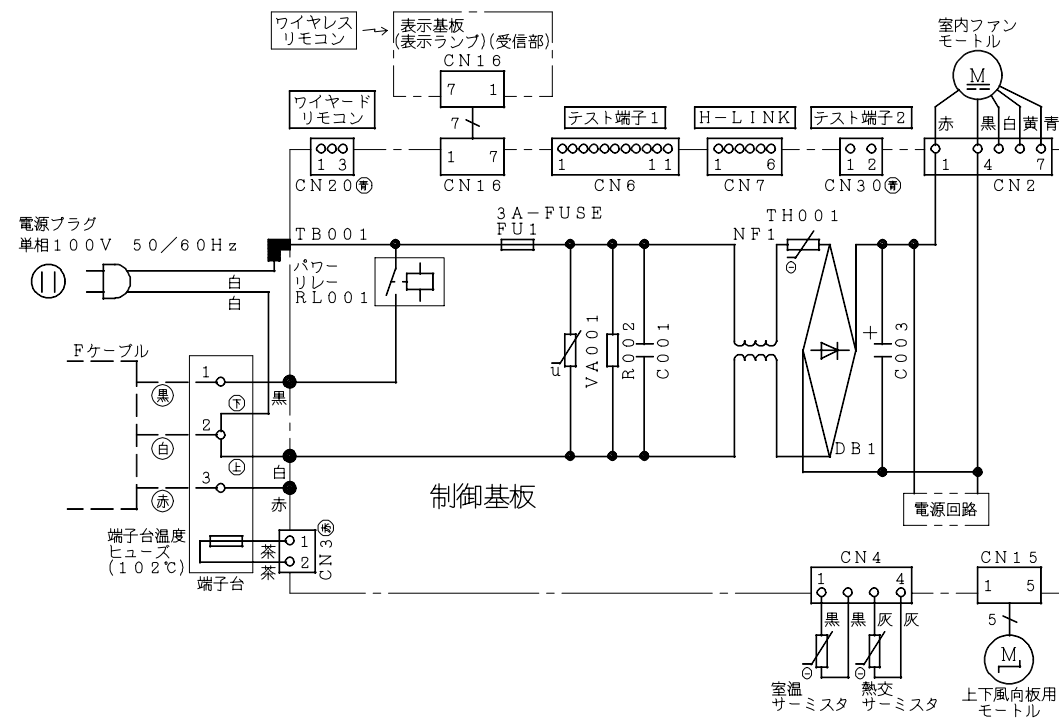 ワイヤレス
リモコン
表示基板
(表示ランプ)(受信部)
CN16
7 1
室内ファン
モートル
M
ワイヤード
リモコン
7
テスト端子1
H-LINK
テスト端子2
赤 黒 白 黄 青
1 3
1 7
1 11
1 6
1 2
1 4 7
CN20青
CN16
CN6
CN7
CN30青
CN2
電源プラグ
単相100V 50/60Hz
TB001
3A-FUSE
FU1
NF1
TH001
白
白
パワー
リレー
RL001
u
VA001
R002
C001
+
C003
DB1
Fケーブル
黒
白
赤
1
2
3
下
上
黒
白
赤
制御基板
電源回路
端子台温度
ヒューズ
(102℃)
端子台
茶
茶
1
2
CN3
CN4
1 4
黒 黒 灰 灰
CN15
1 5
5
M
室温
サーミスタ
熱交
サーミスタ
上下風向板用
モートル